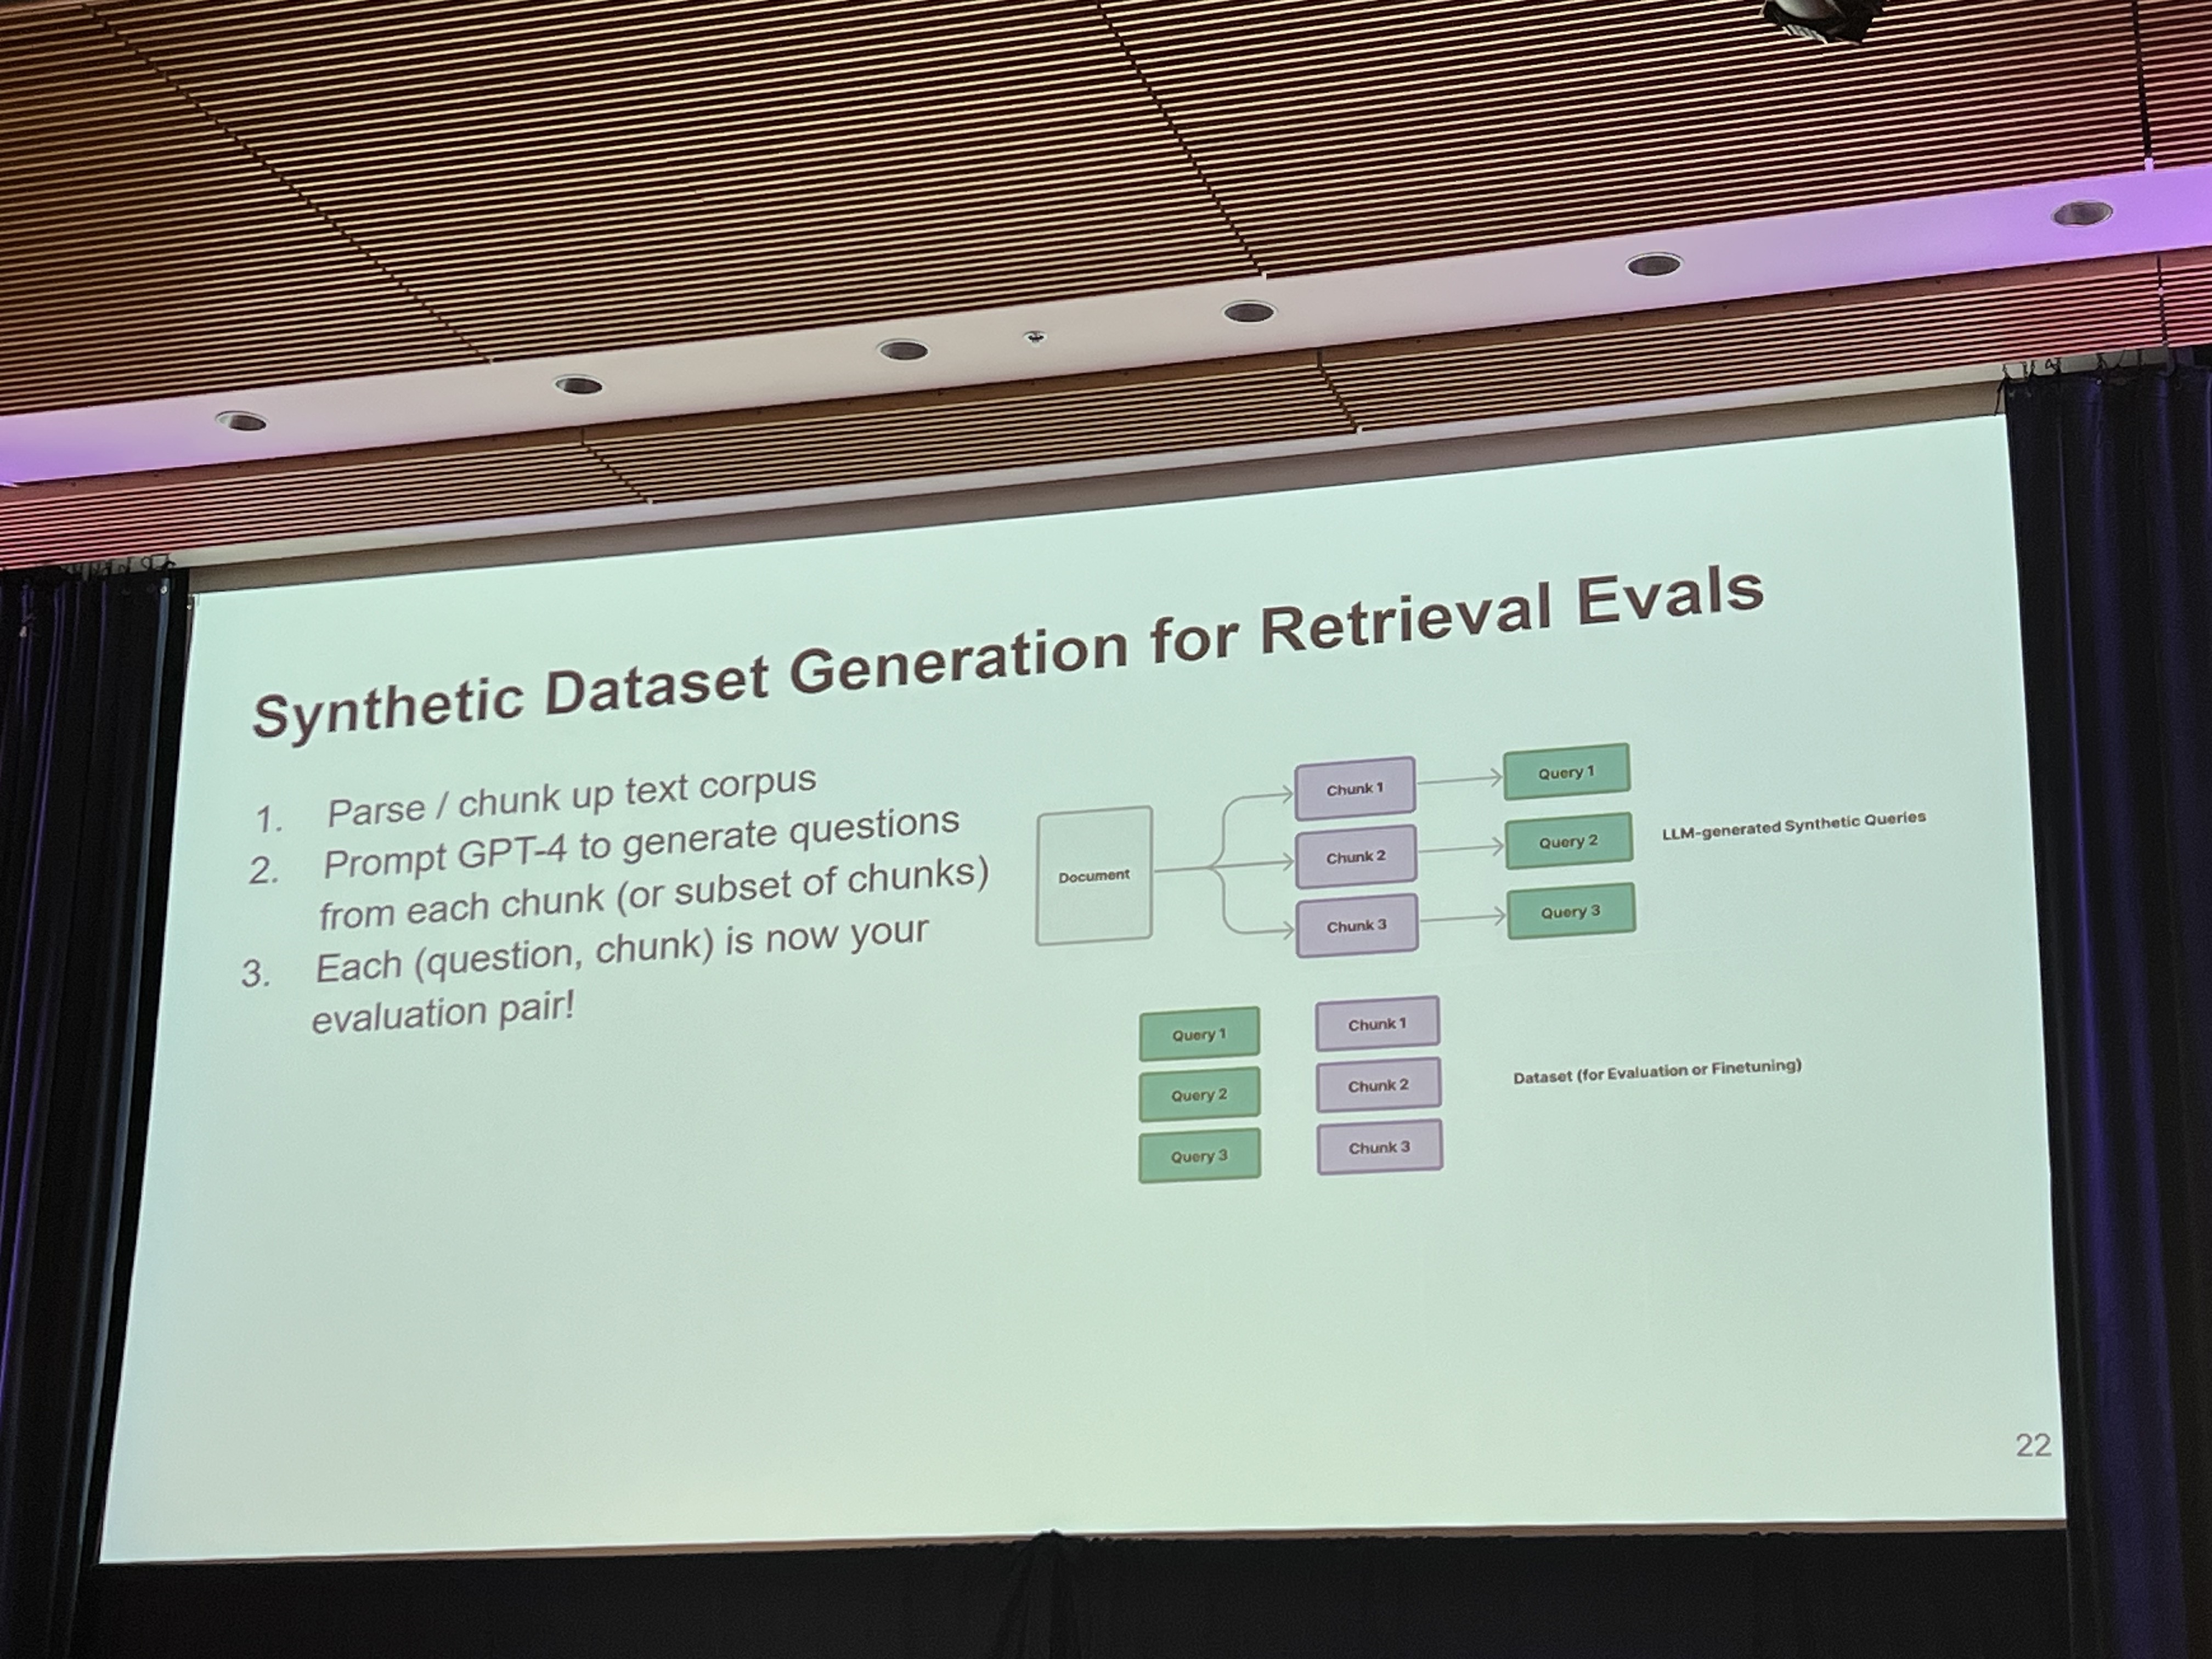 Synthetic Dataset Generation for Retrieval Evals
1. Parse / chunk up text corpus
2. Prompt GPT-4 to generate questions
from each chunk (or subset of chunks)
3. Each (question, chunk) is now your
evaluation pair!
Document
Chunk 1
Query 1
Chunk 2
Query 2
LLM-generated Synthetic Queries
Chunk 3
Query 3
Query 1
Chunk 1
Query 2
Chunk 2
Dataset (for Evaluation or Finetuning)
Query 3
Chunk 3
22